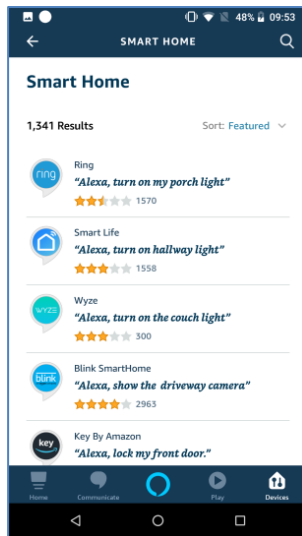 48% 09:53
SMART HOME
Smart Home
1,341 Results
Sort: Featured
ring
Ring
“Alexa, turn on my porch light”
1570
Smart Life
“Alexa, turn on hallway light”
1558
WYZE
Wyze
“Alexa, turn on the couch light”
300
blink
Blink SmartHome
“Alexa, show the driveway camera”
2963
key
Key By Amazon
“Alexa, lock my front door.”
Home Communicate Play Devices